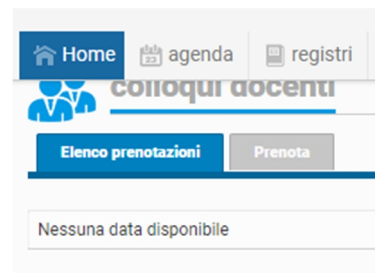 Home agenda registri
colloqui docenti
Elenco prenotazioni Prenota
Nessuna data disponibile